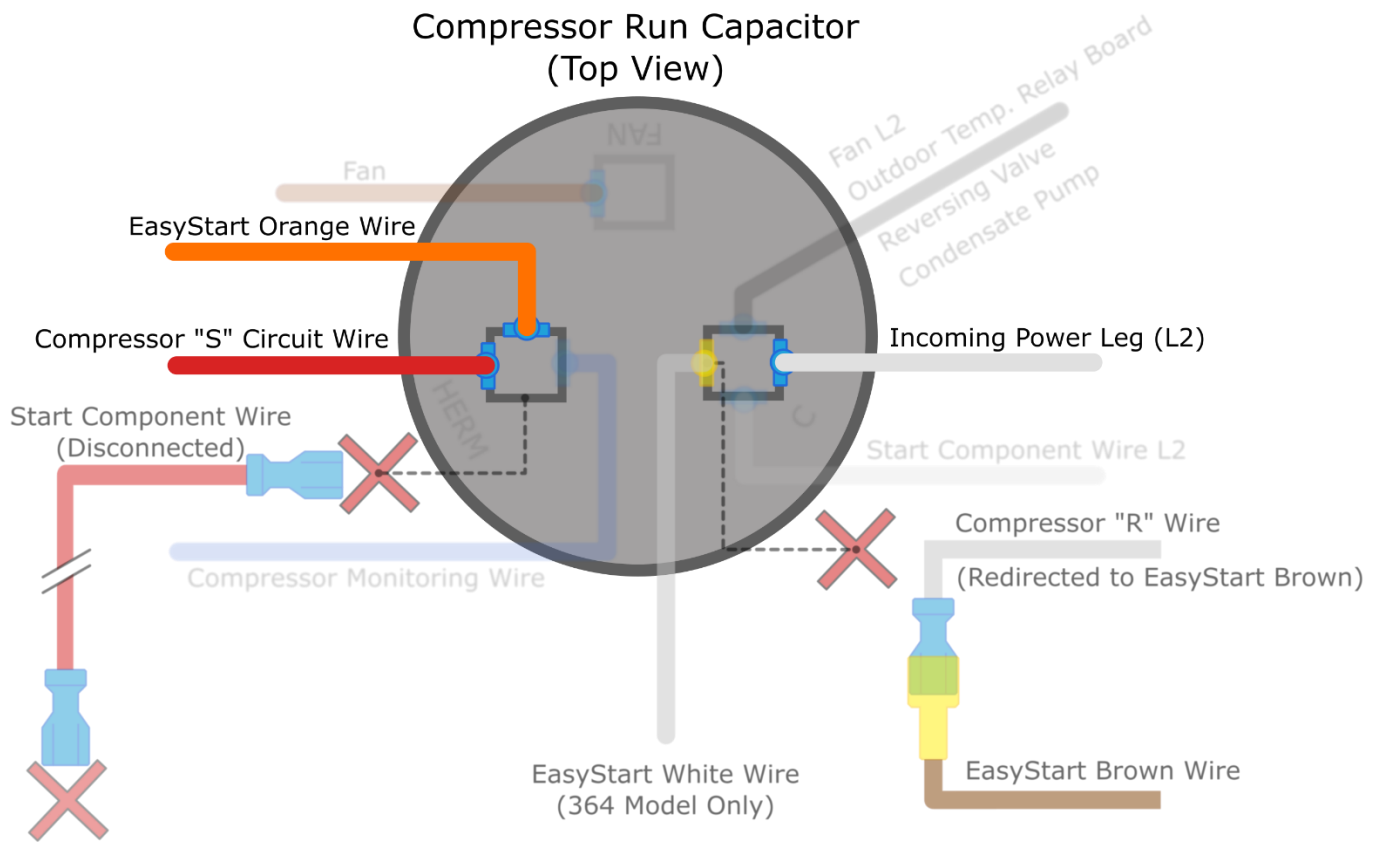 Compressor Run Capacitor
(Top View)
FAN
Fan
Fan L2
Outdoor Temp. Relay Board
Reversing Valve
Condensate Pump
EasyStart Orange Wire
Compressor "S" Circuit Wire
Incoming Power Leg (L2)
HERM
C
Start Component Wire
(Disconnected)
Start Component Wire L2
Compressor "R" Wire
(Redirected to EasyStart Brown)
Compressor Monitoring Wire
EasyStart White Wire
(364 Model Only)
EasyStart Brown Wire